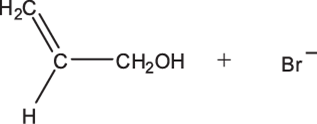 H₂C
C CH₂OH + Br⁻
H